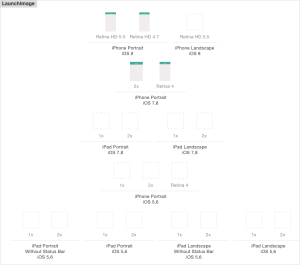 LaunchImage
Retina HD 5.5 Retina HD 4.7 Retina HD 5.5
iPhone Portrait iPhone Landscape
iOS 8 iOS 8
2x Retina 4
iPhone Portrait
iOS 7,8
1x 2x 1x 2x
iPad Portrait iPad Landscape
iOS 7,8 iOS 7,8
1x 2x Retina 4
iPhone Portrait
iOS 5,6
1x 2x 1x 2x 1x 2x 1x 2x
iPad Portrait iPad Portrait iPad Landscape iPad Landscape
Without Status Bar iOS 5,6 Without Status Bar iOS 5,6
iOS 5,6 iOS 5,6